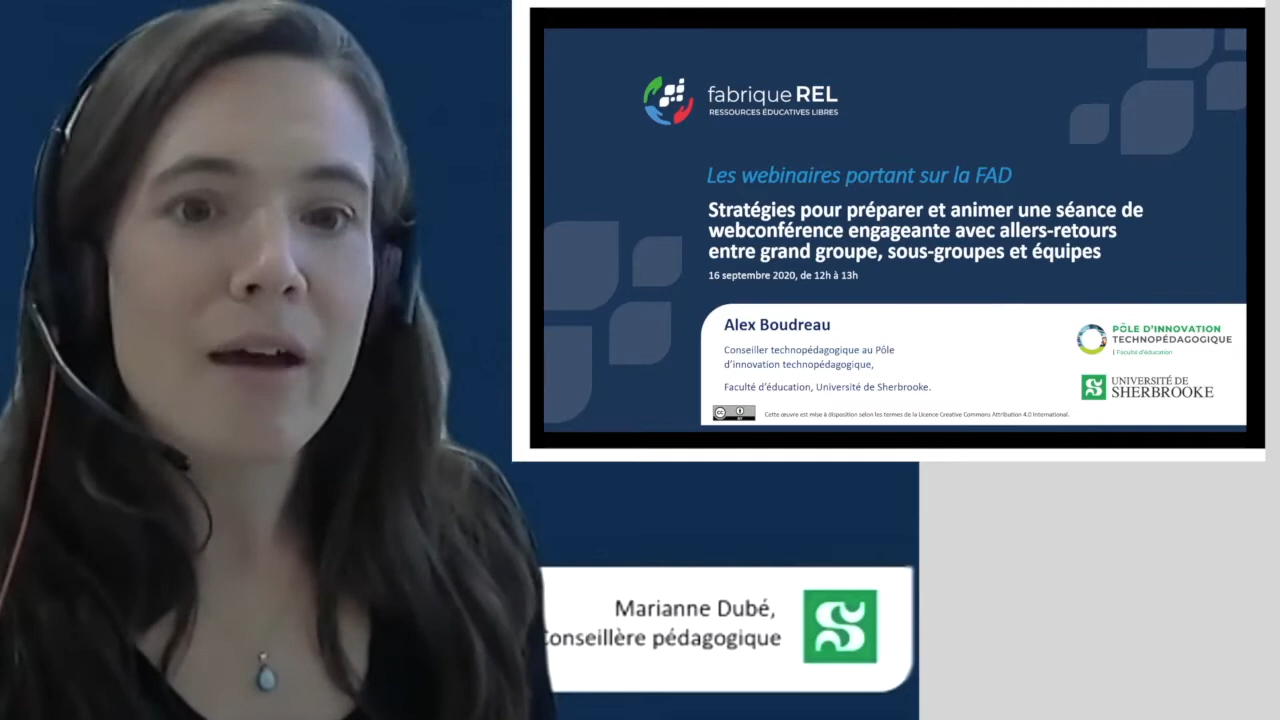 fabrique REL
RESSOURCES ÉDUCATIVES LIBRES
Les webinaires portant sur la FAD
Stratégies pour préparer et animer une séance de
webconférence engageante avec allers-retours
entre grand groupe, sous-groupes et équipes
16 septembre 2020, de 12h à 13h
Alex Boudreau
Conseiller technopédagogique au Pôle
d'innovation technopédagogique,
Faculté d'éducation, Université de Sherbrooke.
PÔLE D'INNOVATION
TECHNOPÉDAGOGIQUE
| Faculté d'éducation
UNIVERSITÉ DE
SHERBROOKE
cc BY
Cette œuvre est mise à disposition selon les termes de la Licence Creative Commons Attribution 4.0 International.
Marianne Dubé,
Conseillère pédagogique